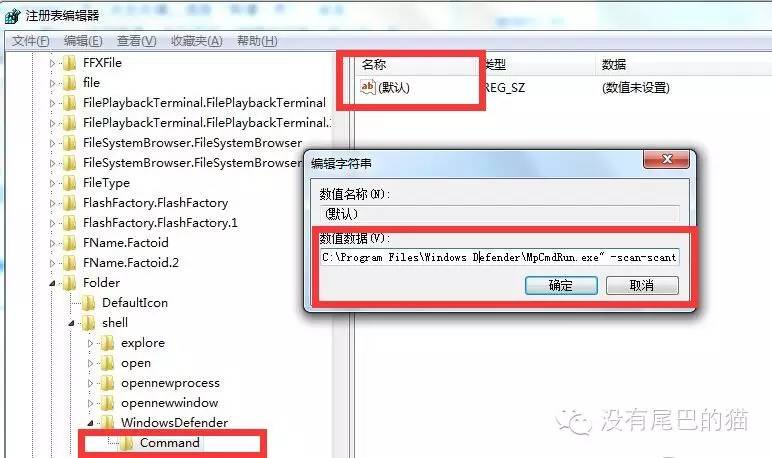 注册表编辑器
文件(F) 编辑(E) 查看(V) 收藏夹(A) 帮助(H)
FFXFile
file
FilePlaybackTerminal.FilePlaybackTerminal
FilePlaybackTerminal.FilePlaybackTerminal.
FileSystemBrowser.FileSystemBrowser
FileSystemBrowser.FileSystemBrowser
FileType
FlashFactory.FlashFactory
FlashFactory.FlashFactory.1
FName.Factoid
FName.Factoid.2
Folder
DefaultIcon
shell
explore
open
opennewprocess
opennewwindow
WindowsDefender
Command
名称 类型 数据
ab (默认) REG_SZ (数值未设置)
编辑字符串
数值名称(N):
(默认)
数值数据(V):
C:\Program Files\Windows Defender\MpCmdRun.exe" -scan-scant
确定 取消
没有尾巴的猫